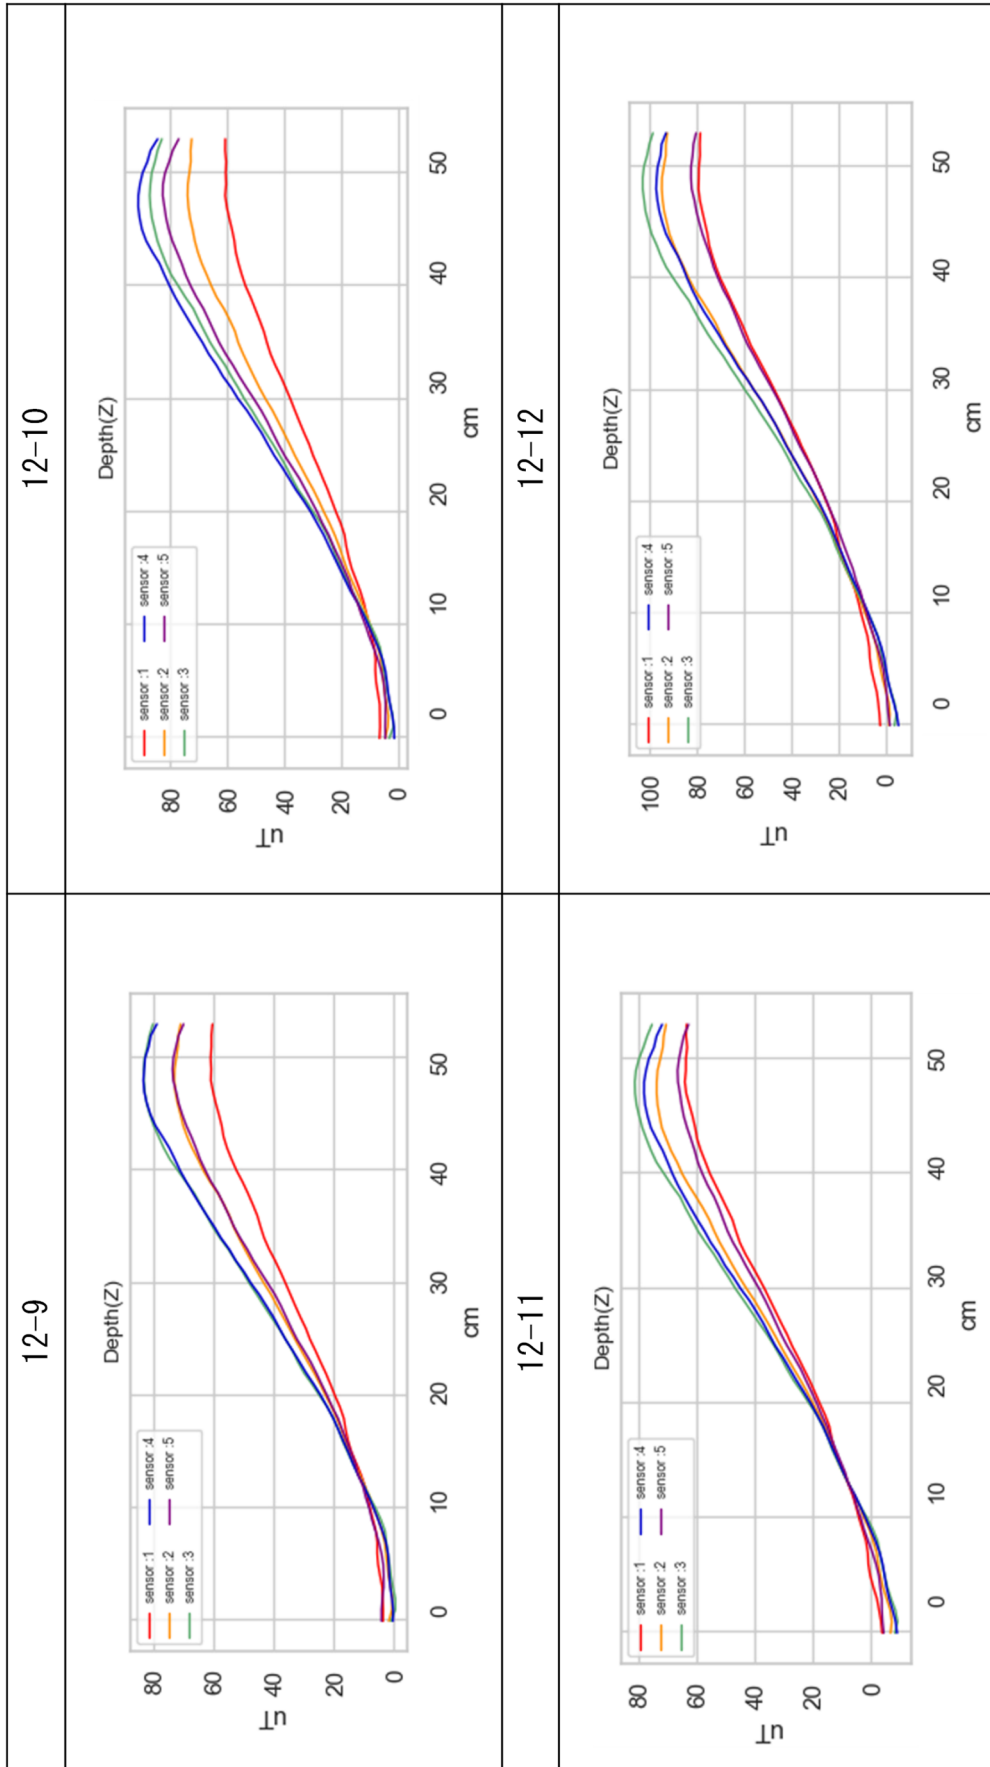 12-9
Depth(Z)
sensor :1
sensor :2
sensor :3
sensor :4
sensor :5
80
60
40
20
0
uT
0
10
20
30
40
50
cm
12-10
Depth(Z)
sensor :1
sensor :2
sensor :3
sensor :4
sensor :5
80
60
40
20
0
uT
0
10
20
30
40
50
cm
12-11
Depth(Z)
sensor :1
sensor :2
sensor :3
sensor :4
sensor :5
80
60
40
20
0
uT
0
10
20
30
40
50
cm
12-12
Depth(Z)
sensor :1
sensor :2
sensor :3
sensor :4
sensor :5
100
80
60
40
20
0
uT
0
10
20
30
40
50
cm